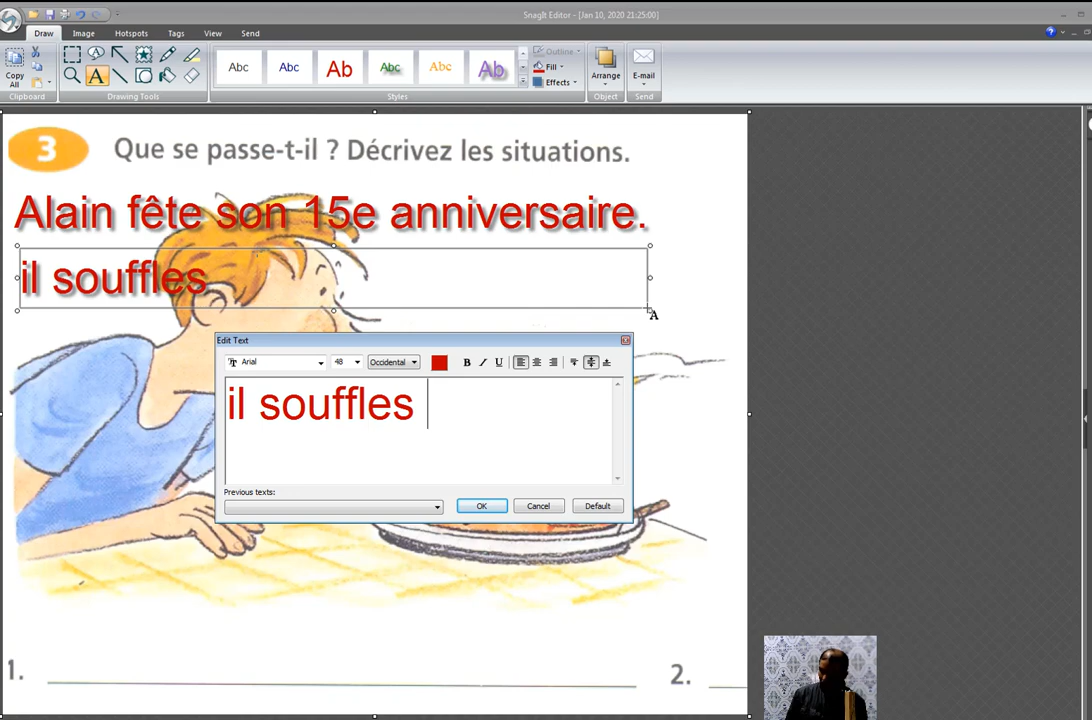 SnagIt Editor - [Jan 10, 2020 21:25:00]
Draw Image Hotspots Tags View Send
Copy All
Abc Abc Ab Abc Abc Ab
Outline
Fill
Effects
Arrange
E-mail
Clipboard Drawing Tools Styles Object Send
3 Que se passe-t-il ? Décrivez les situations.
Alain fête son 15e anniversaire.
il souffles
A
Edit Text
Arial 48 Occidental B I U
il souffles
Previous texts:
OK Cancel Default
1. 2.